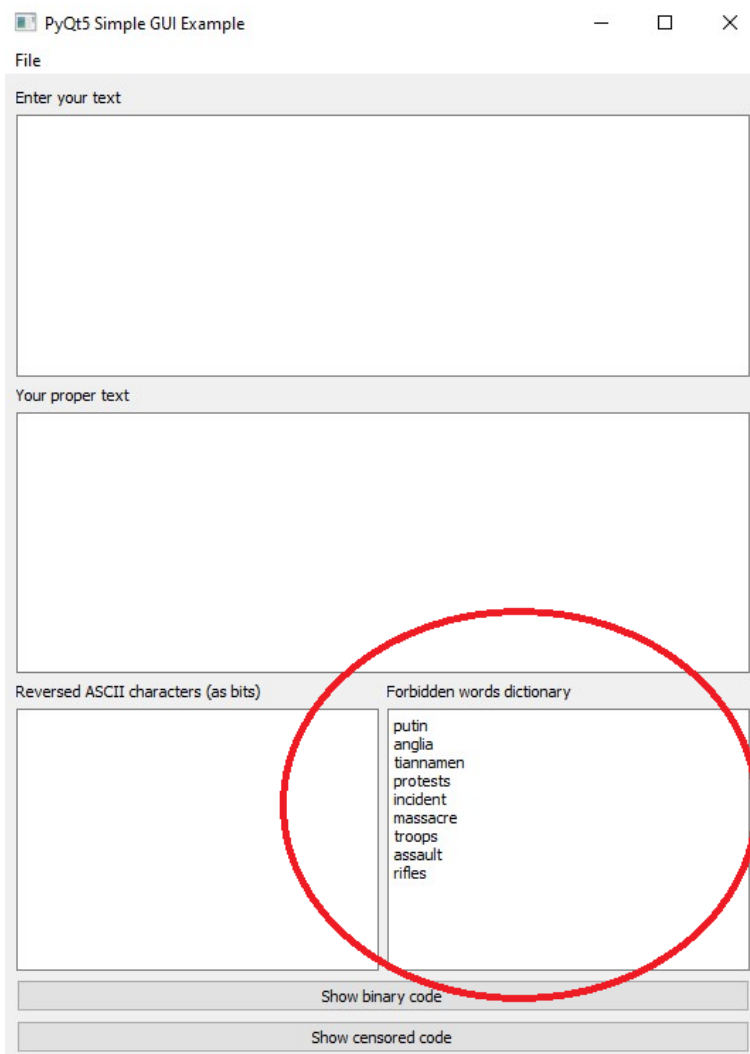 PyQt5 Simple GUI Example
File
Enter your text
Your proper text
Reversed ASCII characters (as bits)
Forbidden words dictionary
putin
anglia
tiannamen
protests
incident
massacre
troops
assault
rifles
Show binary code
Show censored code